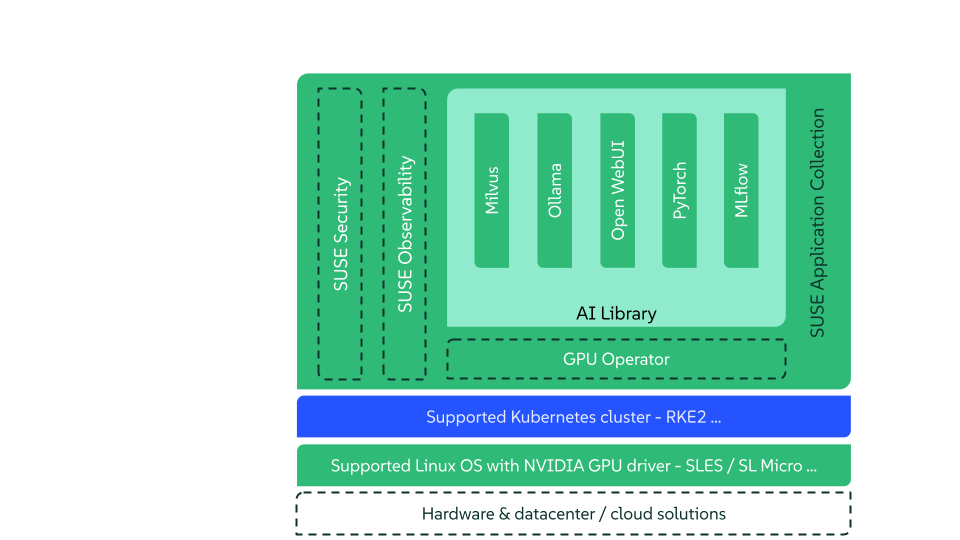 SUSE Security
SUSE Observability
Milvus
Ollama
Open WebUI
PyTorch
MLflow
AI Library
SUSE Application Collection
GPU Operator
Supported Kubernetes cluster - RKE2 ...
Supported Linux OS with NVIDIA GPU driver - SLES / SL Micro ...
Hardware & datacenter / cloud solutions